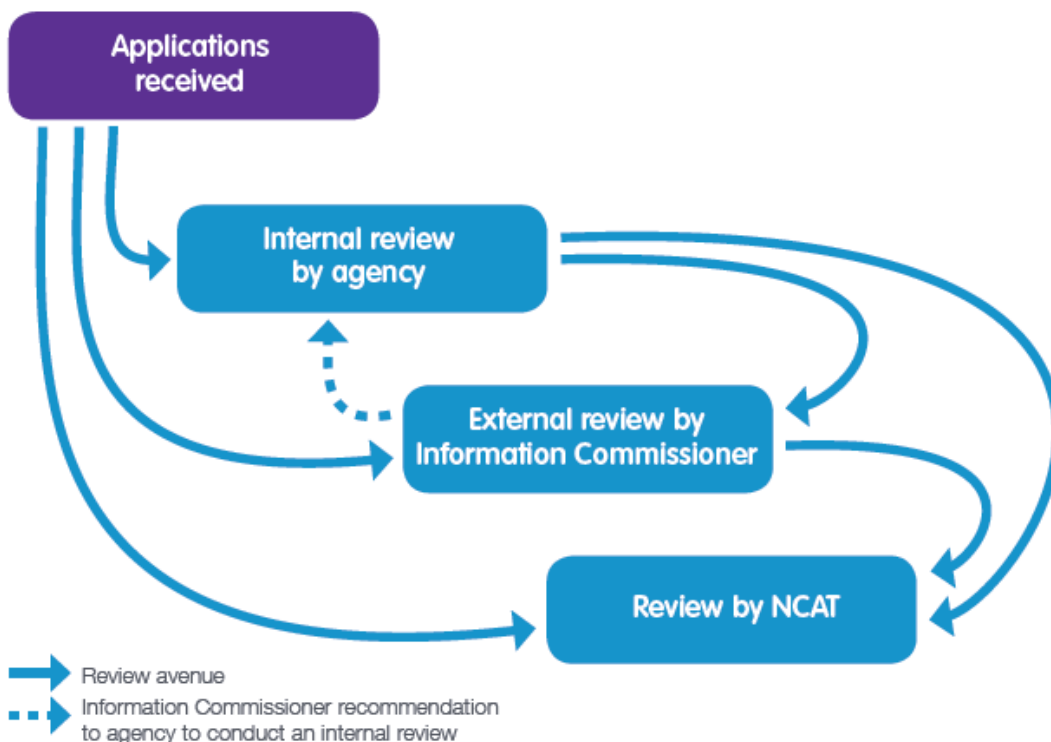 Applications
received
Internal review
by agency
External review by
Information Commissioner
Review by NCAT
Review avenue
Information Commissioner recommendation
to agency to conduct an internal review